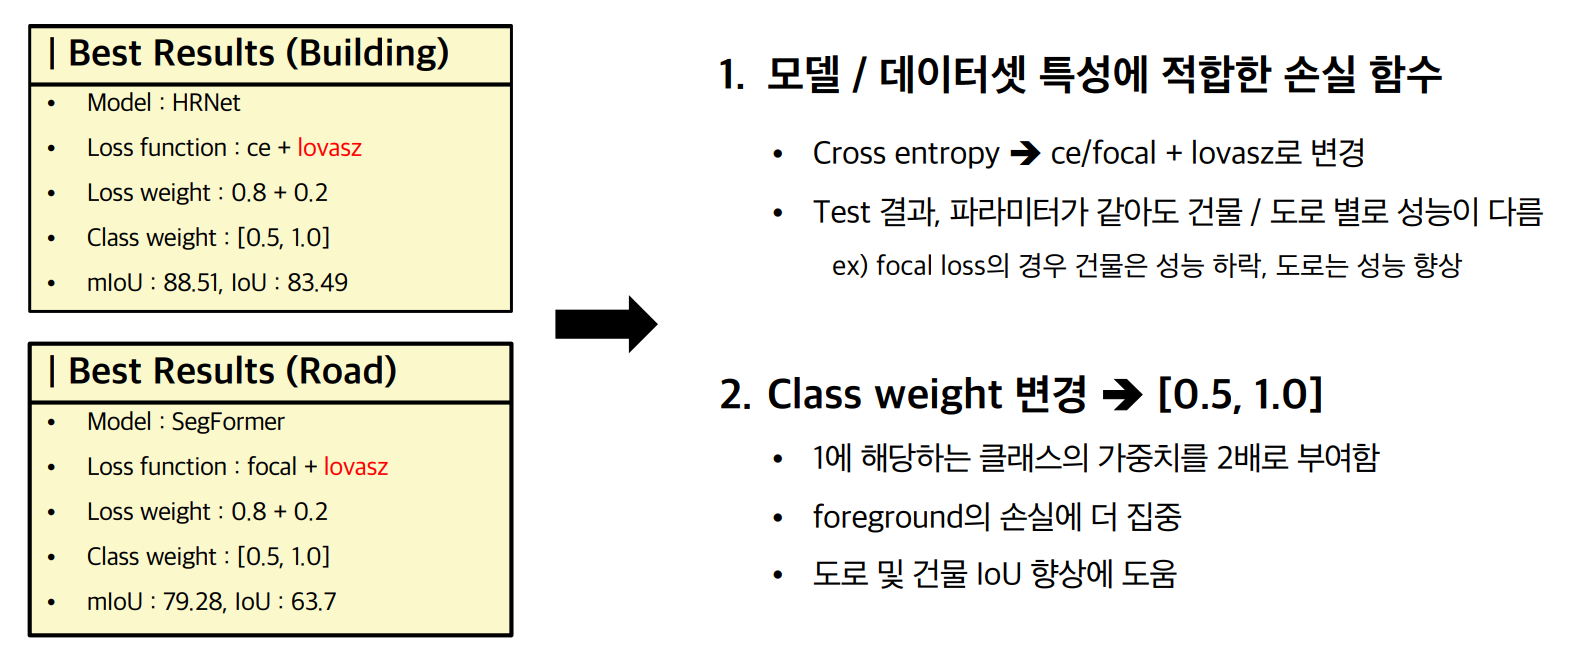 | Best Results (Building)
• Model : HRNet
• Loss function : ce + lovasz
• Loss weight : 0.8 + 0.2
• Class weight : [0.5, 1.0]
• mIoU : 88.51, IoU : 83.49
| Best Results (Road)
• Model : SegFormer
• Loss function : focal + lovasz
• Loss weight : 0.8 + 0.2
• Class weight : [0.5, 1.0]
• mIoU : 79.28, IoU : 63.7
1. 모델 / 데이터셋 특성에 적합한 손실 함수
• Cross entropy ➔ ce/focal + lovasz로 변경
• Test 결과, 파라미터가 같아도 건물 / 도로 별로 성능이 다름
ex) focal loss의 경우 건물은 성능 하락, 도로는 성능 향상
2. Class weight 변경 ➔ [0.5, 1.0]
• 1에 해당하는 클래스의 가중치를 2배로 부여함
• foreground의 손실에 더 집중
• 도로 및 건물 IoU 향상에 도움